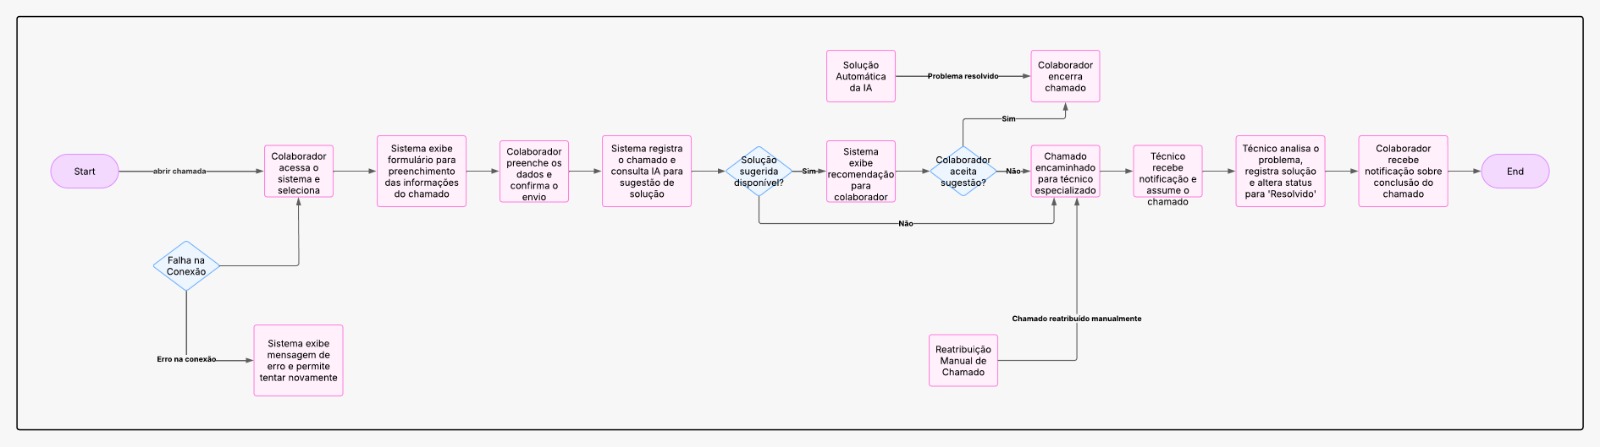 Solução
Automática
da IA
Problema resolvido
Colaborador
encerra
chamado
Sim
Start
abrir chamada
Colaborador
acessa o
sistema e
seleciona
Sistema exibe
formulário para
preenchimento
das informações
do chamado
Colaborador
preenche os
dados e
confirma o
envio
Sistema registra
o chamado e
consulta IA para
sugestão de
solução
Solução
sugerida
disponível?
Sim
Sistema
exibe
recomendação
para
colaborador
Colaborador
aceita
sugestão?
Não
Chamado
encaminhado
para técnico
especializado
Técnico
recebe
notificação e
assume o
chamado
Técnico analisa o
problema,
registra solução
e altera status
para 'Resolvido'
Colaborador
recebe
notificação sobre
conclusão do
chamado
End
Não
Falha na
Conexão
Erro na conexão
Sistema exibe
mensagem de
erro e permite
tentar novamente
Chamado reatribuído manualmente
Reatribuição
Manual de
Chamado